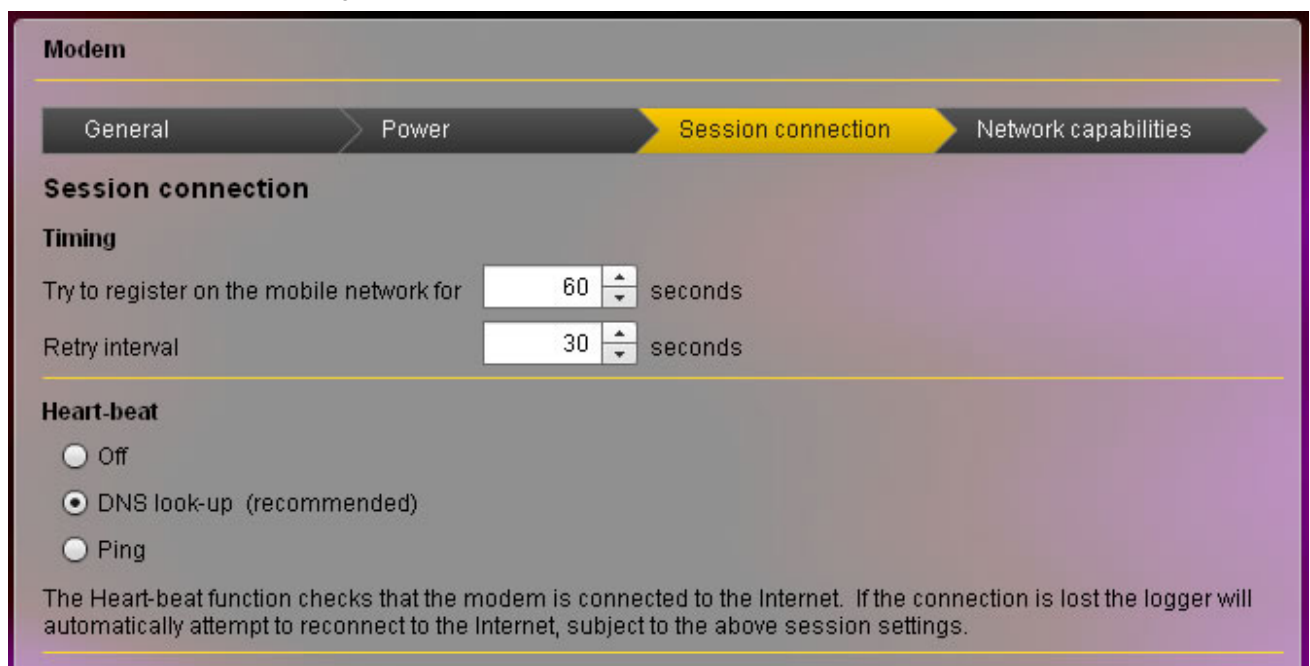 Modem
General Power Session connection Network capabilities
Session connection
Timing
Try to register on the mobile network for 60 seconds
Retry interval 30 seconds
Heart-beat
Off
DNS look-up (recommended)
Ping
The Heart-beat function checks that the modem is connected to the Internet. If the connection is lost the logger will
automatically attempt to reconnect to the Internet, subject to the above session settings.